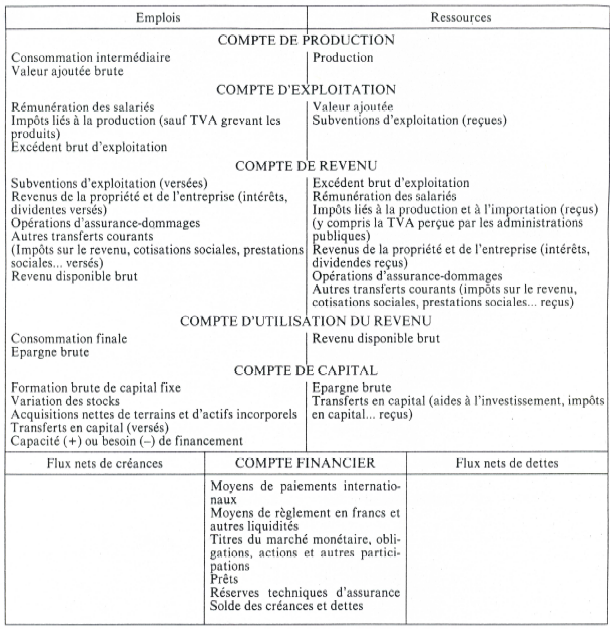 Emplois
Ressources
COMPTE DE PRODUCTION
Consommation intermédiaire
Valeur ajoutée brute
Production
COMPTE D'EXPLOITATION
Rémunération des salariés
Impôts liés à la production (sauf TVA grevant les
produits)
Excédent brut d'exploitation
Valeur ajoutée
Subventions d'exploitation (reçues)
COMPTE DE REVENU
Subventions d'exploitation (versées)
Revenus de la propriété et de l'entreprise (intérêts,
dividentes versés)
Opérations d'assurance-dommages
Autres transferts courants
(Impôts sur le revenu, cotisations sociales, prestations
sociales... versés)
Revenu disponible brut
Excédent brut d'exploitation
Rémunération des salariés
Impôts liés à la production et à l'importation (reçus)
(y compris la TVA perçue par les administrations
publiques)
Revenus de la propriété et de l'entreprise (intérêts,
dividendes reçus)
Opérations d'assurance-dommages
Autres transferts courants (impôts sur le revenu,
cotisations sociales, prestations sociales... reçus)
COMPTE D'UTILISATION DU REVENU
Consommation finale
Epargne brute
Revenu disponible brut
COMPTE DE CAPITAL
Formation brute de capital fixe
Variation des stocks
Acquisitions nettes de terrains et d'actifs incorporels
Transferts en capital (versés)
Capacité (+) ou besoin (–) de financement
Epargne brute
Transferts en capital (aides à l'investissement, impôts
en capital... reçus)
Flux nets de créances
COMPTE FINANCIER
Flux nets de dettes
Moyens de paiements internatio-
naux
Moyens de règlement en francs et
autres liquidités
Titres du marché monétaire, obli-
gations, actions et autres partici-
pations
Prêts
Réserves techniques d'assurance
Solde des créances et dettes